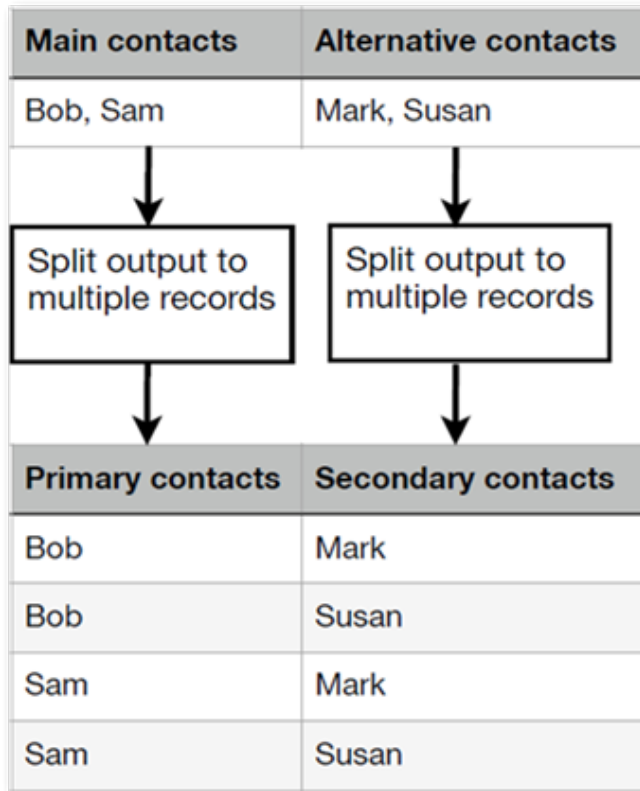 Main contacts Alternative contacts
Bob, Sam Mark, Susan
Split output to
multiple records
Split output to
multiple records
Primary contacts Secondary contacts
Bob Mark
Bob Susan
Sam Mark
Sam Susan